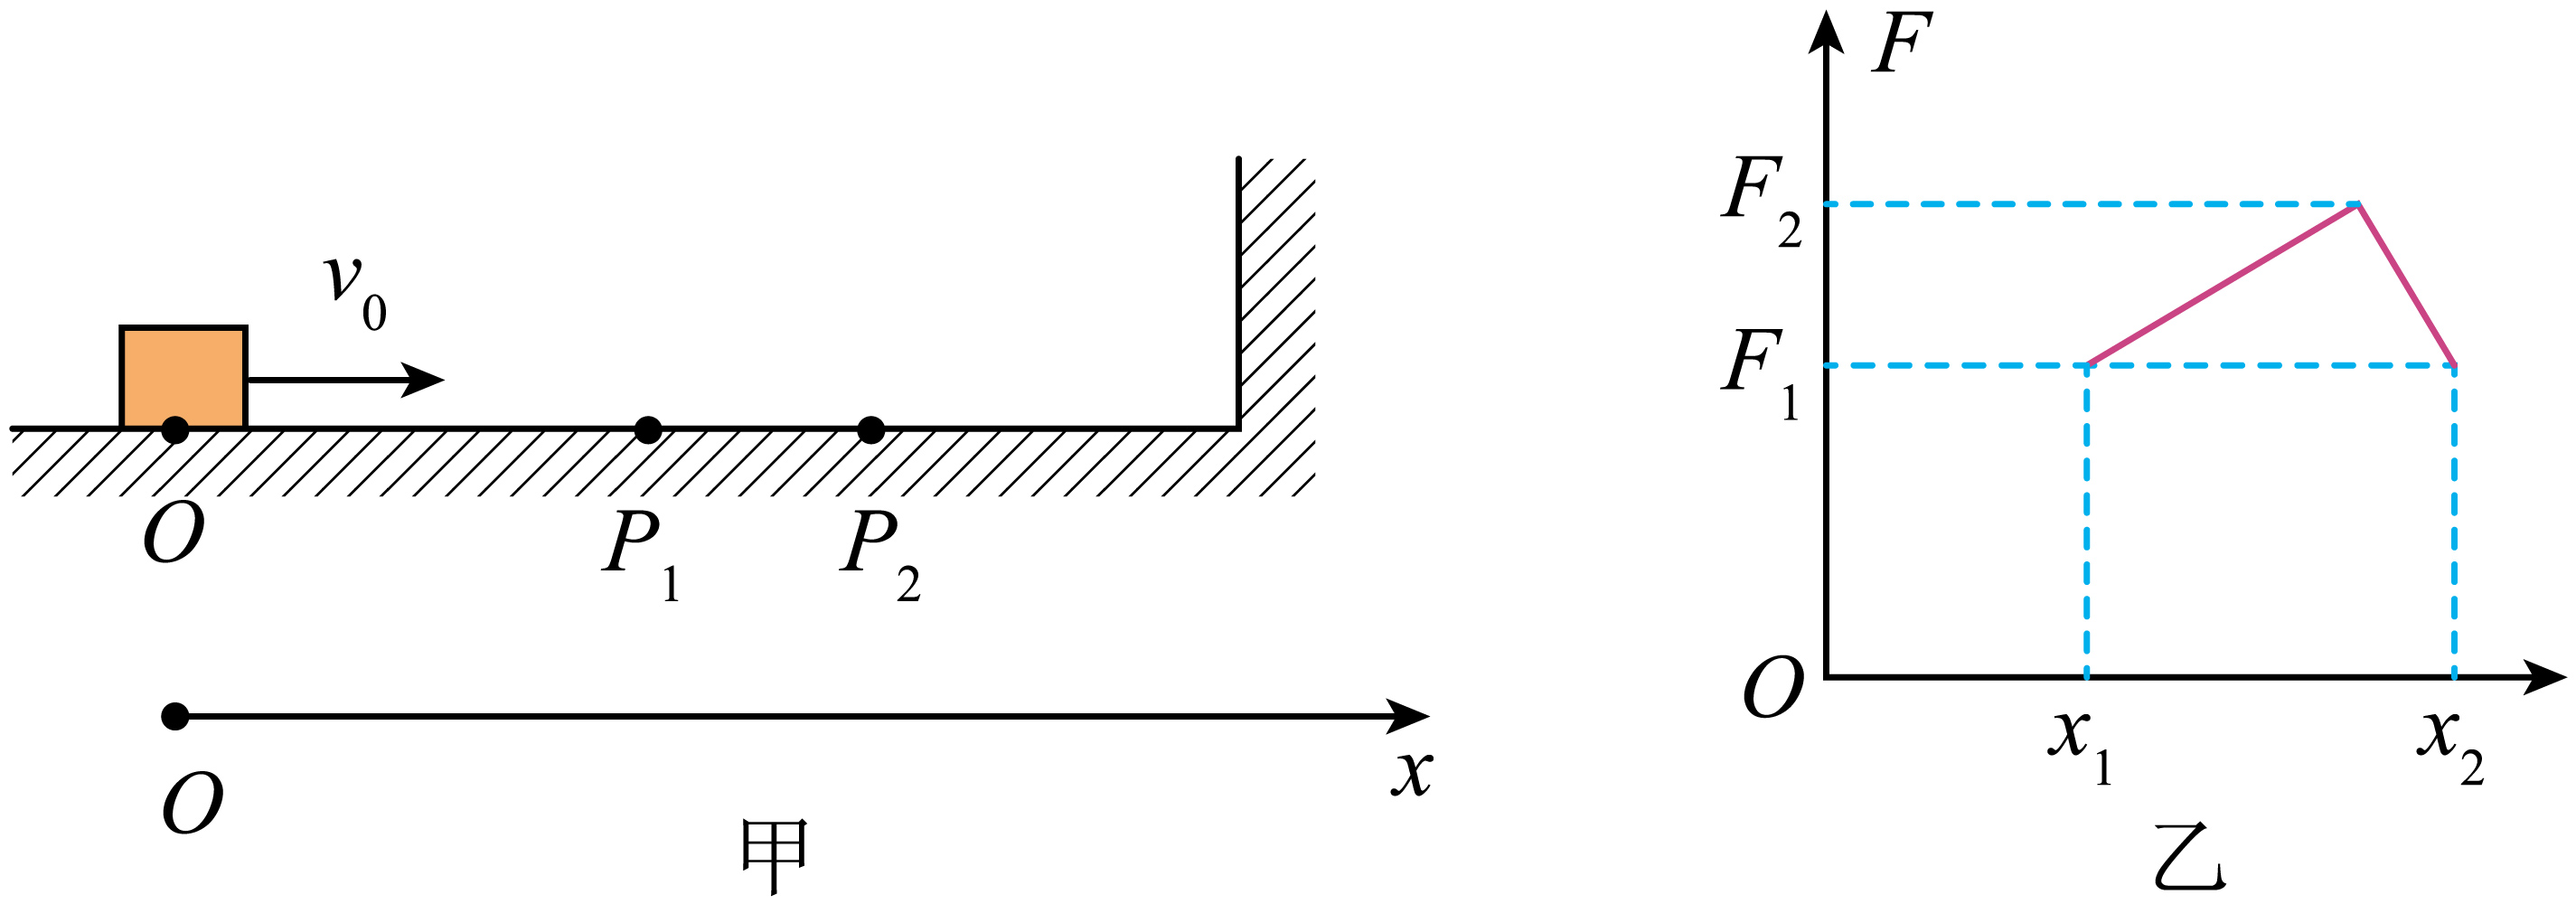 v₀
O
P₁
P₂
O
x
甲
F
F₂
F₁
O
x₁
x₂
乙